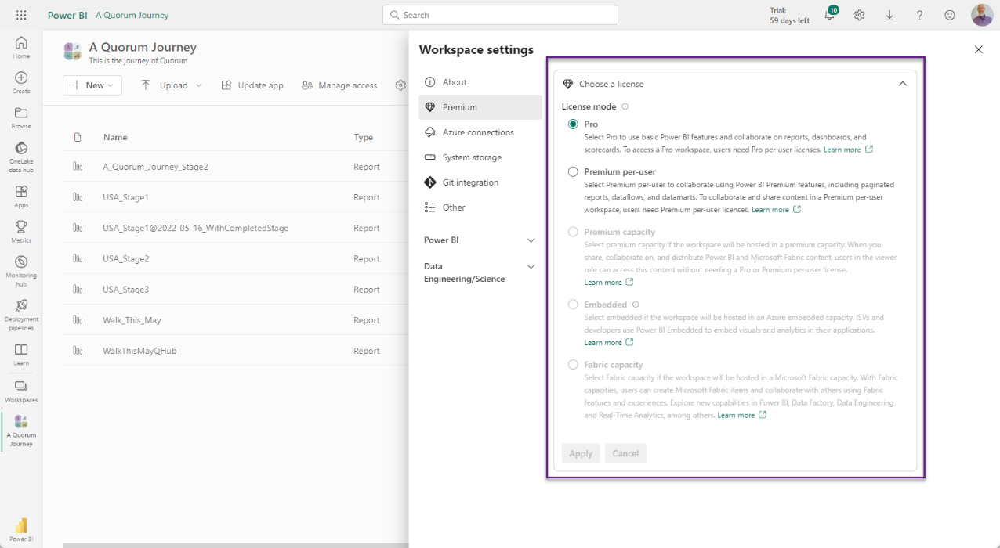 Power BI A Quorum Journey
Search
Trial:
59 days left
10
Home
Create
Browse
OneLake
data hub
Apps
Metrics
Monitoring
hub
Deployment
pipelines
Learn
Workspaces
A Quorum
Journey
Power BI
A Quorum Journey
This is the journey of Quorum
New
Upload
Update app
Manage access
Name Type
A_Quorum_Journey_Stage2 Report
USA_Stage1 Report
USA_Stage1@2022-05-16_WithCompletedStage Report
USA_Stage2 Report
USA_Stage3 Report
Walk_This_May Report
WalkThisMayQHub Report
Workspace settings
About
Premium
Azure connections
System storage
Git integration
Other
Power BI
Data
Engineering/Science
Choose a license
License mode
Pro
Select Pro to use basic Power BI features and collaborate on reports, dashboards, and
scorecards. To access a Pro workspace, users need Pro per-user licenses. Learn more
Premium per-user
Select Premium per-user to collaborate using Power BI Premium features, including paginated
reports, dataflows, and datamarts. To collaborate and share content in a Premium per-user
workspace, users need Premium per-user licenses. Learn more
Premium capacity
Select premium capacity if the workspace will be hosted in a premium capacity. When you
share, collaborate on, and distribute Power BI and Microsoft Fabric content, users in the viewer
role can access this content without needing a Pro or Premium per-user license.
Learn more
Embedded
Select embedded if the workspace will be hosted in an Azure embedded capacity. ISVs and
developers use Power BI Embedded to embed visuals and analytics in their applications.
Learn more
Fabric capacity
Select Fabric capacity if the workspace will be hosted in a Microsoft Fabric capacity. With Fabric
capacities, users can create Microsoft Fabric items and collaborate with others using Fabric
features and experiences. Explore new capabilities in Power BI, Data Factory, Data Engineering,
and Real-Time Analytics, among others. Learn more
Apply
Cancel